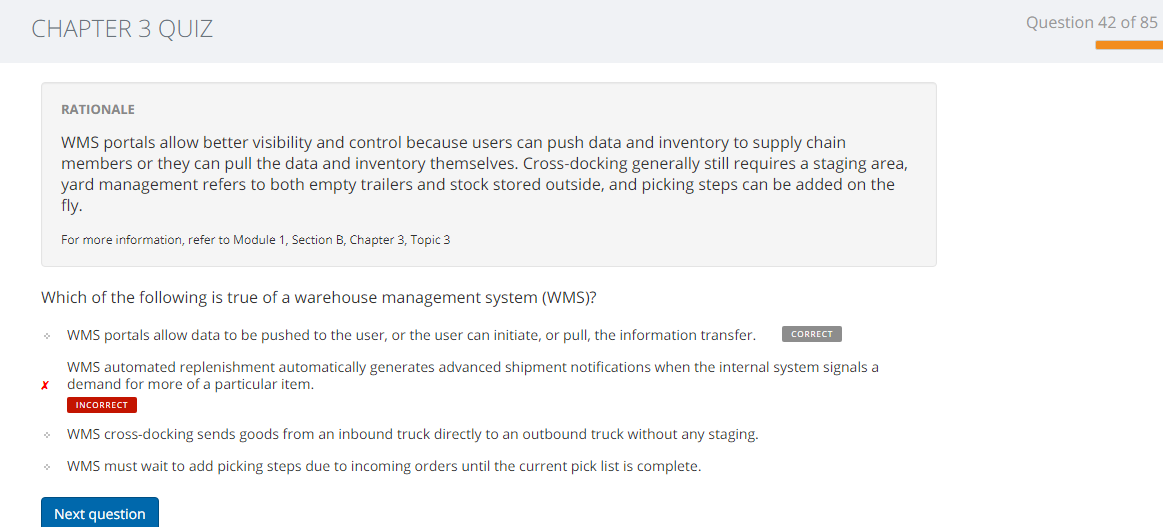 CHAPTER 3 QUIZ
Question 42 of 85
RATIONALE
WMS portals allow better visibility and control because users can push data and inventory to supply chain
members or they can pull the data and inventory themselves. Cross-docking generally still requires a staging area,
yard management refers to both empty trailers and stock stored outside, and picking steps can be added on the
fly.
For more information, refer to Module 1, Section B, Chapter 3, Topic 3
Which of the following is true of a warehouse management system (WMS)?
WMS portals allow data to be pushed to the user, or the user can initiate, or pull, the information transfer. CORRECT
WMS automated replenishment automatically generates advanced shipment notifications when the internal system signals a
demand for more of a particular item.
INCORRECT
WMS cross-docking sends goods from an inbound truck directly to an outbound truck without any staging.
WMS must wait to add picking steps due to incoming orders until the current pick list is complete.
Next question